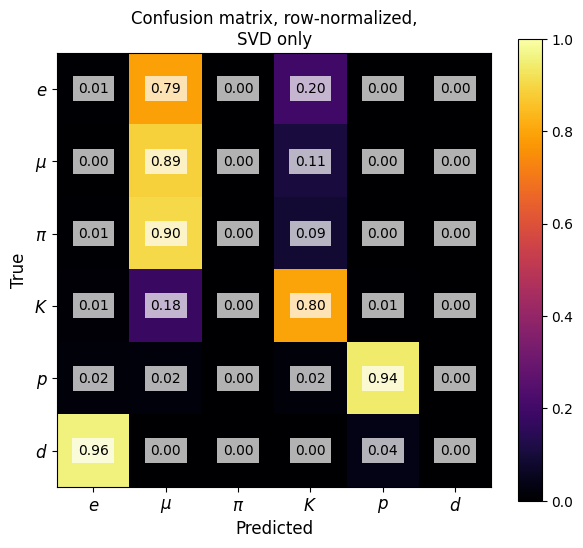 Confusion matrix, row-normalized,
SVD only
True
e 0.01 0.79 0.00 0.20 0.00 0.00
μ 0.00 0.89 0.00 0.11 0.00 0.00
π 0.01 0.90 0.00 0.09 0.00 0.00
K 0.01 0.18 0.00 0.80 0.01 0.00
p 0.02 0.02 0.00 0.02 0.94 0.00
d 0.96 0.00 0.00 0.00 0.04 0.00
e μ π K p d
Predicted
1.0
0.8
0.6
0.4
0.2
0.0